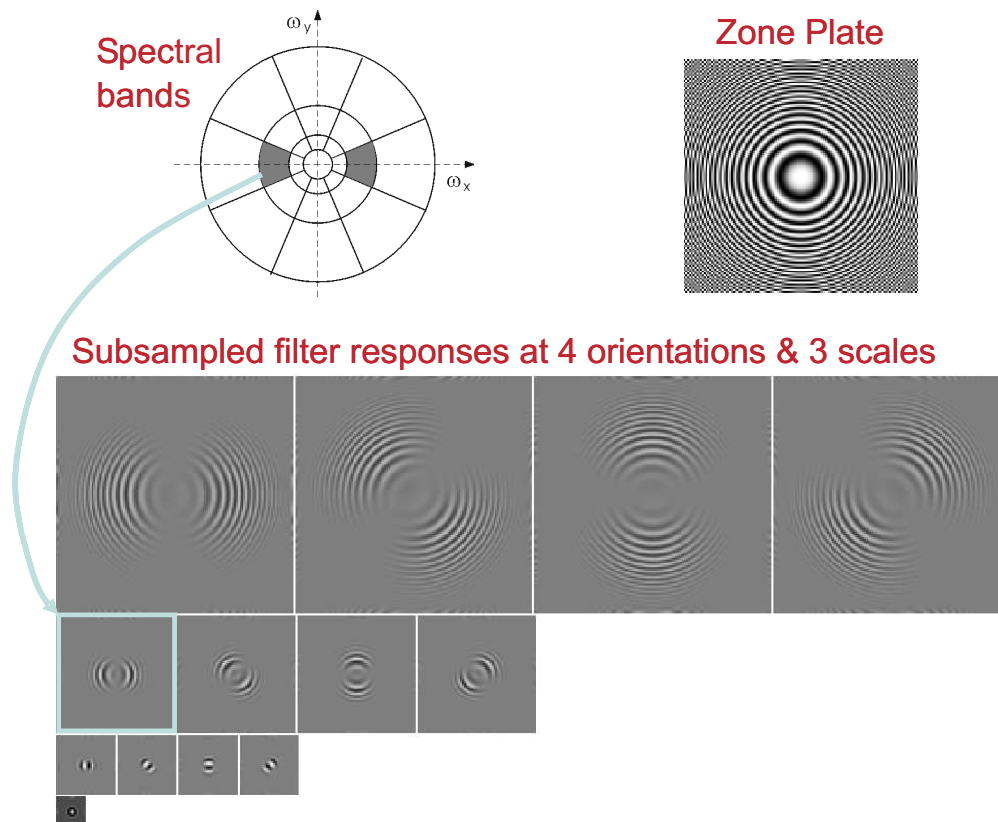 Spectral
bands
ω_y
ω_x
Zone Plate
Subsampled filter responses at 4 orientations & 3 scales